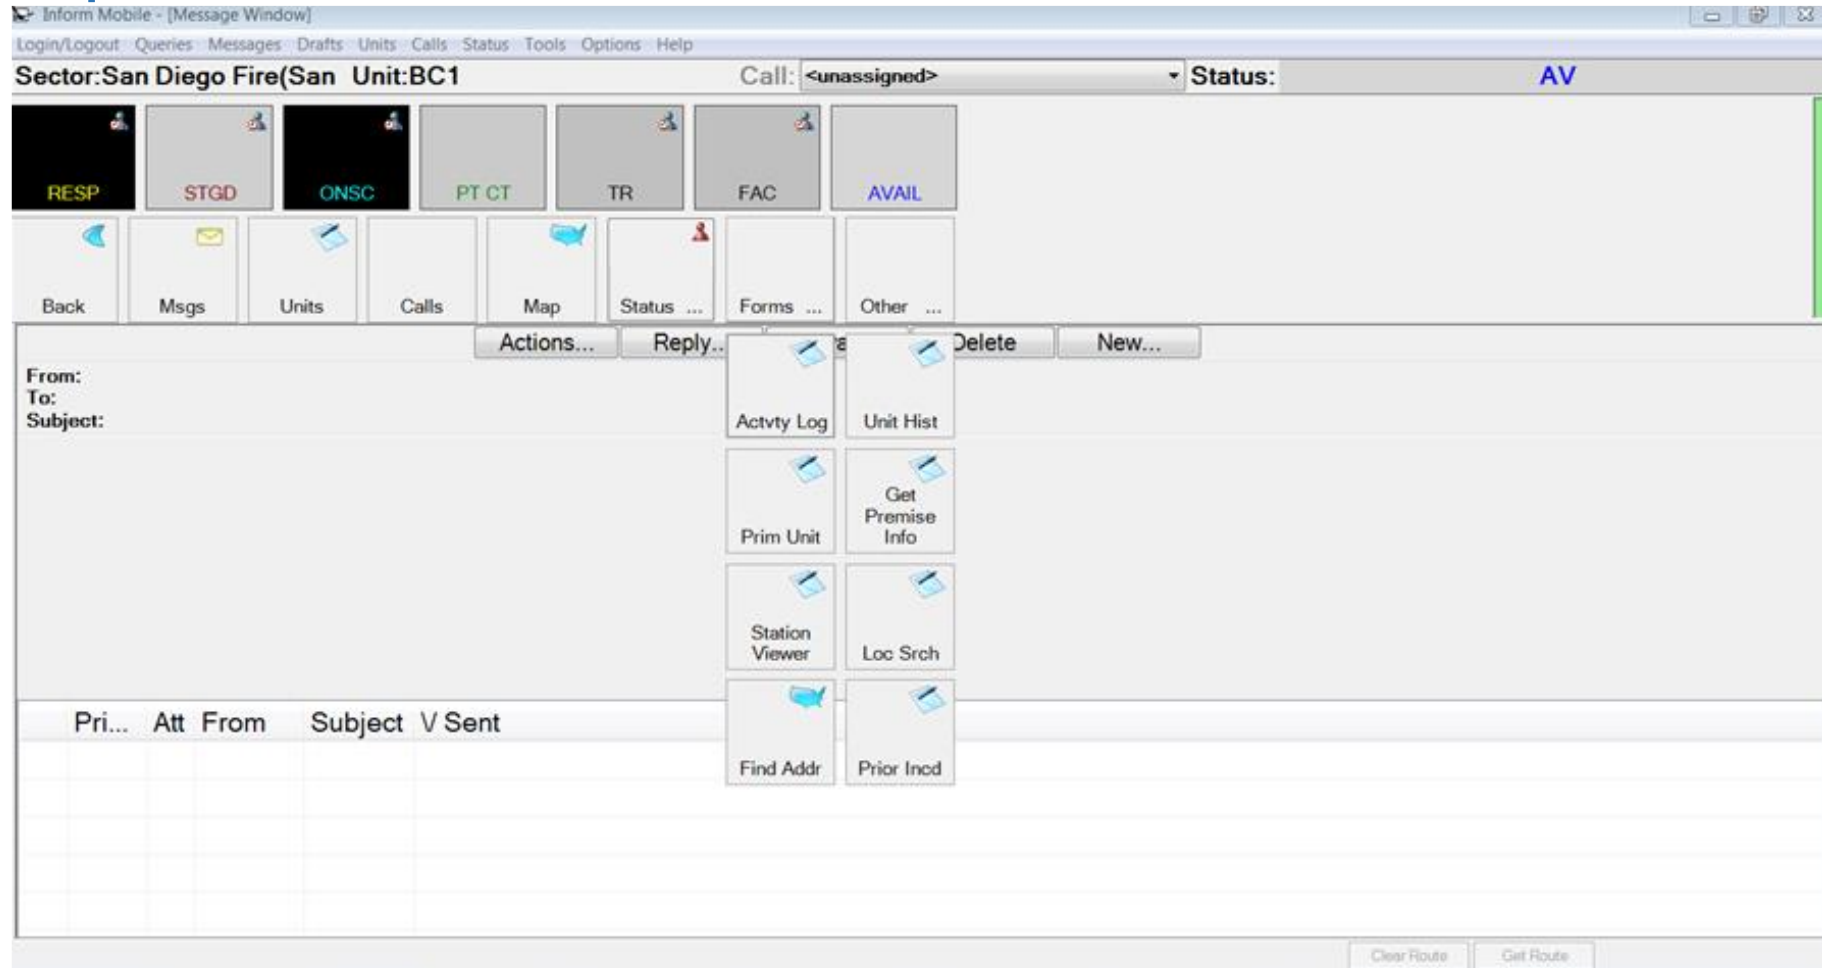 Inform Mobile - [Message Window]
Login/Logout Queries Messages Drafts Units Calls Status Tools Options Help
Sector:San Diego Fire(San Unit:BC1 Call: <unassigned> Status: AV
RESP STGD ONSC PT CT TR FAC AVAIL
Back Msgs Units Calls Map Status ... Forms ... Other ...
Actions... Reply.. Delete New...
From:
To:
Subject:
Actvty Log Unit Hist
Prim Unit Get Premise Info
Station Viewer Loc Srch
Pri... Att From Subject V Sent
Find Addr Prior Incd
Clear Route Get Route